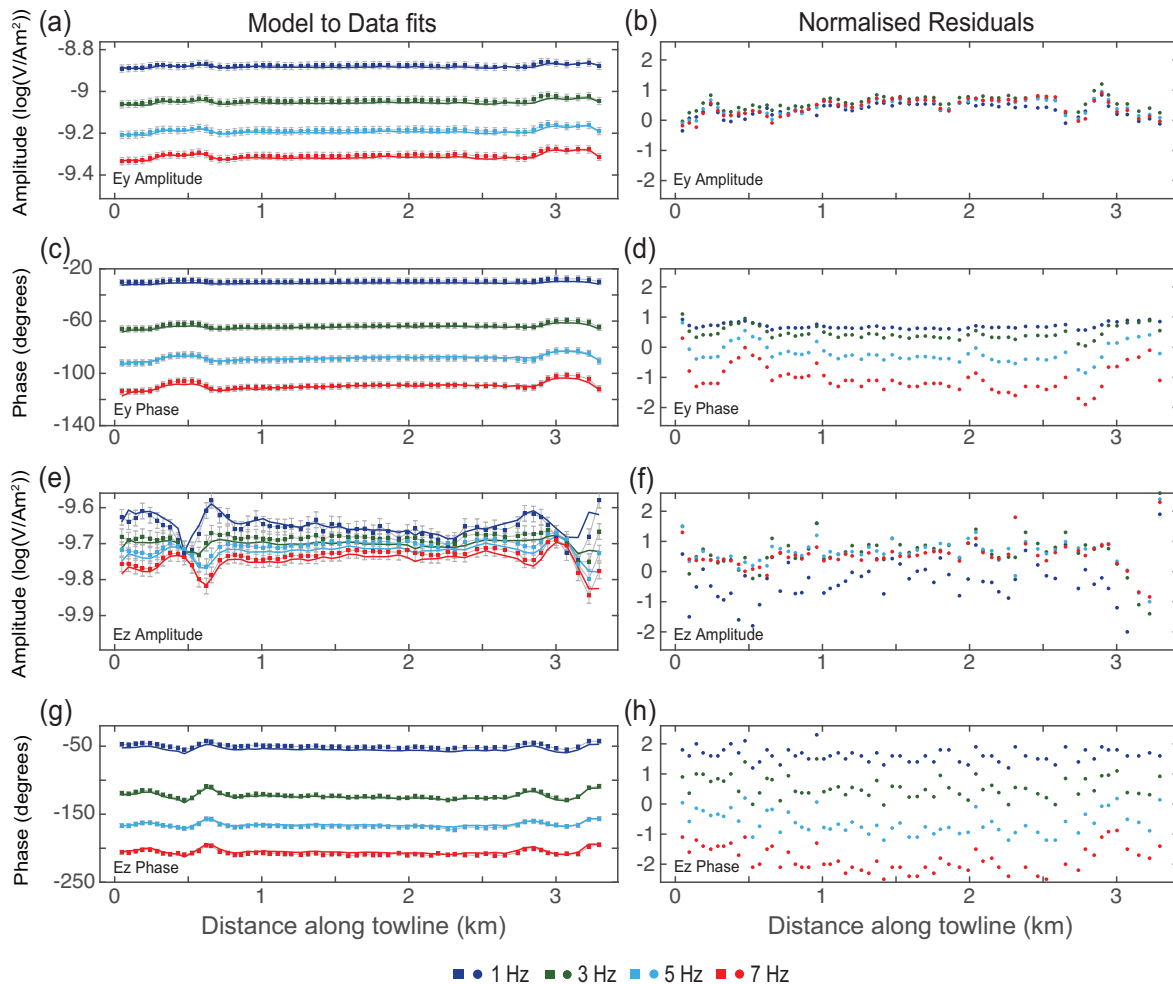 Model to Data fits
Normalised Residuals
(a)
Amplitude (log(V/Am²))
-8.8
-9
-9.2
-9.4
Ey Amplitude
0 1 2 3
(b)
2
1
0
-1
-2
Ey Amplitude
0 1 2 3
(c)
Phase (degrees)
-20
-60
-100
-140
Ey Phase
0 1 2 3
(d)
2
1
0
-1
-2
Ey Phase
0 1 2 3
(e)
Amplitude (log(V/Am²))
-9.6
-9.7
-9.8
-9.9
Ez Amplitude
0 1 2 3
(f)
2
1
0
-1
-2
Ez Amplitude
0 1 2 3
(g)
Phase (degrees)
-50
-150
-250
Ez Phase
0 1 2 3
Distance along towline (km)
(h)
2
1
0
-1
-2
Ez Phase
0 1 2 3
Distance along towline (km)
1 Hz 3 Hz 5 Hz 7 Hz